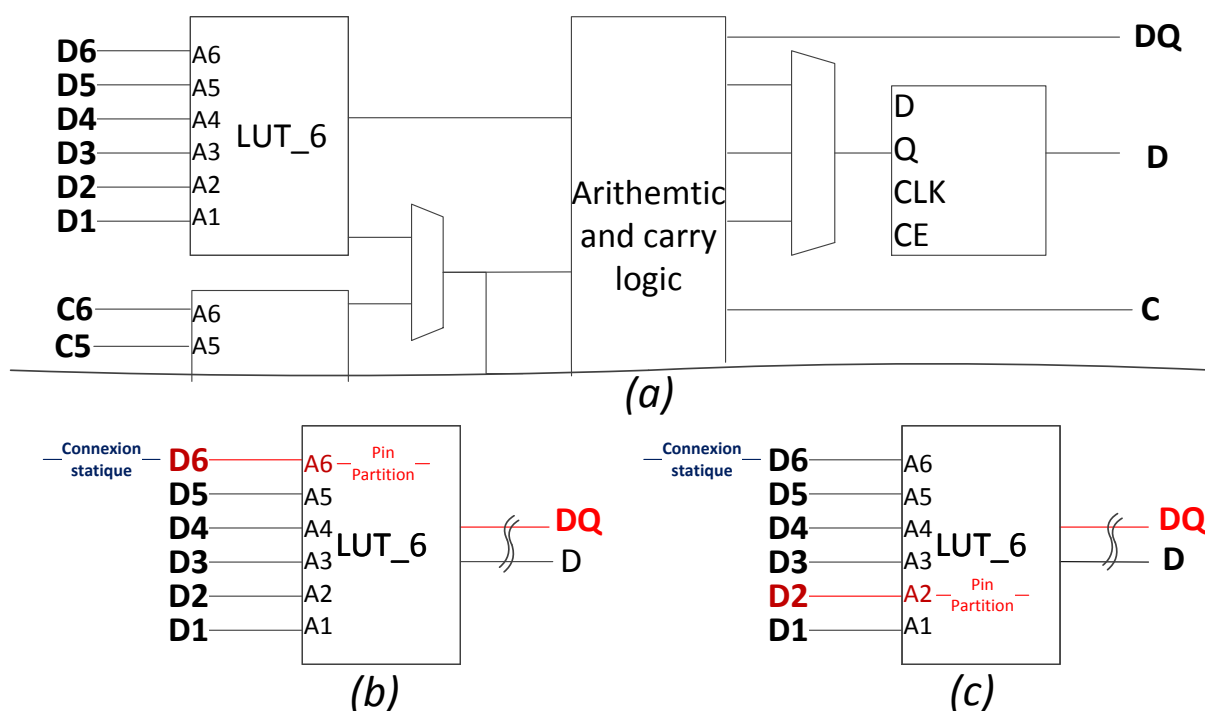 D6 A6 DQ
D5 A5 D
D4 A4
LUT_6
D3 A3 Q D
D2 A2 Arithemtic CLK
D1 A1 and carry CE
logic
C6 A6 C
C5 A5
(a)
Connexion
statique
D6 A6 Pin
Partition
D5 A5
D4 A4 DQ
LUT_6
D3 A3 D
D2 A2
D1 A1
(b)
Connexion
statique
D6 A6
D5 A5
D4 A4 DQ
LUT_6
D3 A3 D
D2 A2 Pin
Partition
D1 A1
(c)